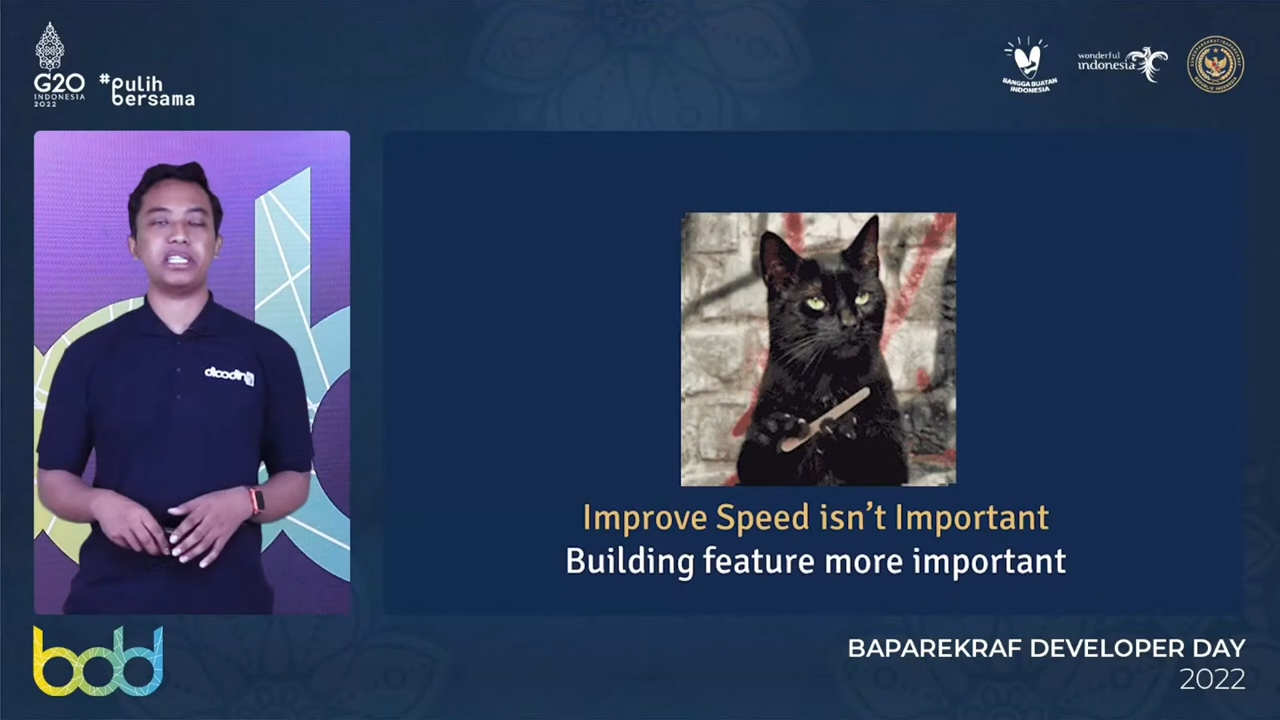 G20
INDONESIA
2022
#pulih
bersama
BANGGA BUATAN
INDONESIA
wonderful
indonesia
dicoding
Improve Speed isn’t Important
Building feature more important
bdd
BAPAREKRAF DEVELOPER DAY
2022